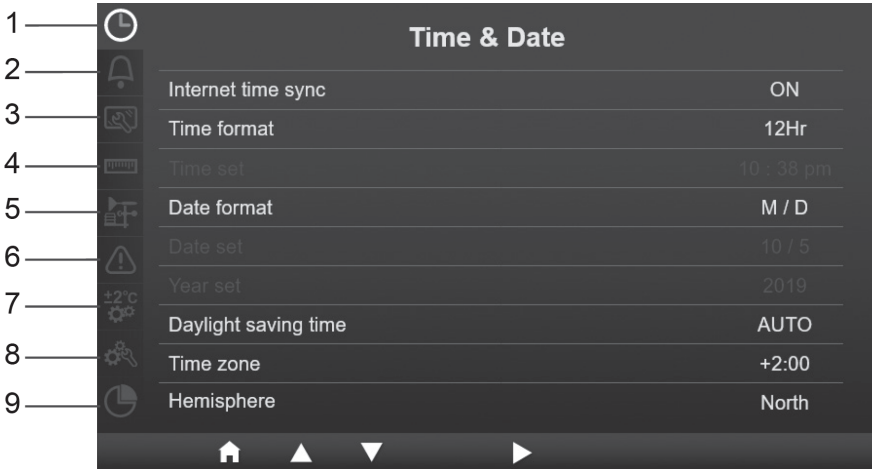 Time & Date
1
2
Internet time sync ON
3
Time format 12Hr
4
Time set 10 : 38 pm
5
Date format M / D
Date set 10 / 5
6
Year set 2019
7
±2°C
Daylight saving time AUTO
8
Time zone +2:00
9
Hemisphere North